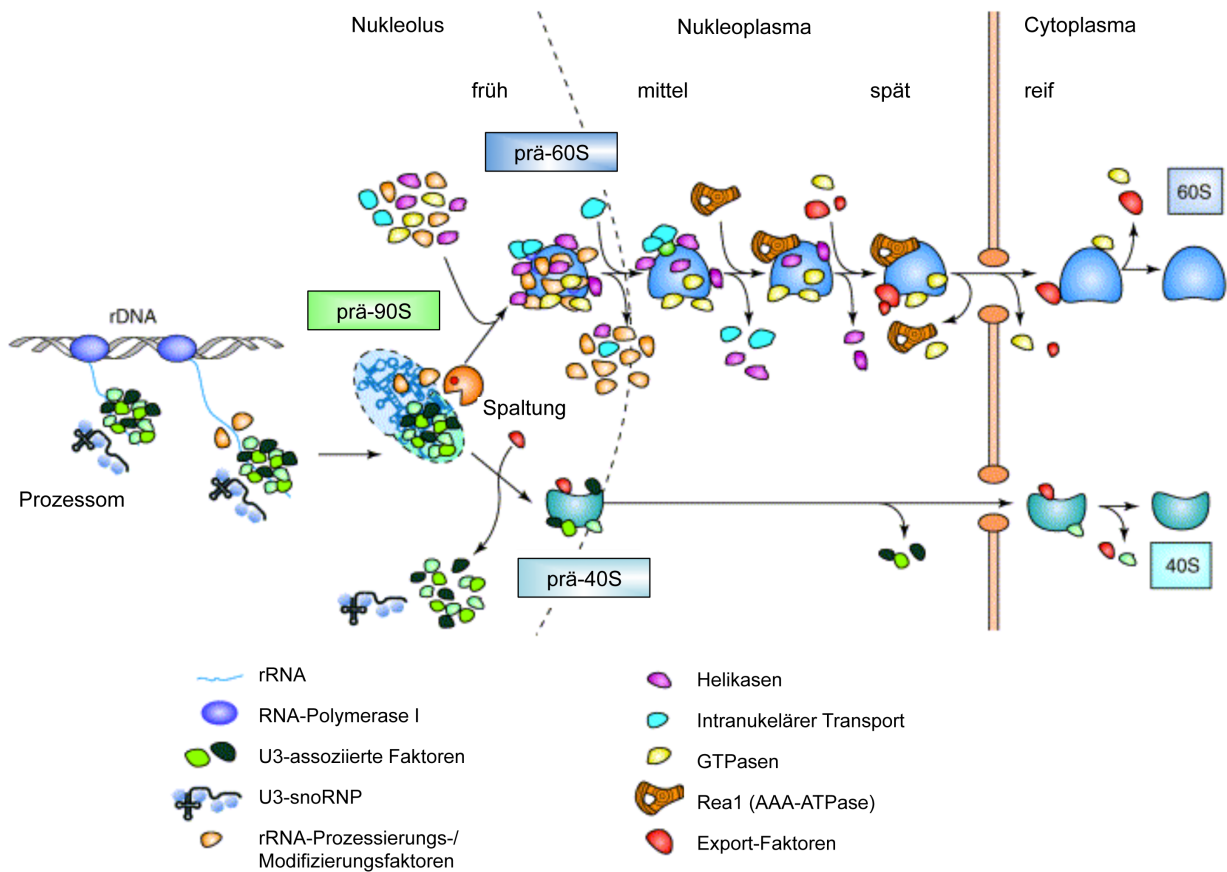 Nukleolus
Nukleoplasma
Cytoplasma
früh
mittel
spät
reif
prä-60S
60S
prä-90S
rDNA
Spaltung
Prozessom
prä-40S
40S
rRNA
RNA-Polymerase I
U3-assoziierte Faktoren
U3-snoRNP
rRNA-Prozessierungs-/
Modifizierungsfaktoren
Helikasen
Intranukelärer Transport
GTPasen
Rea1 (AAA-ATPase)
Export-Faktoren